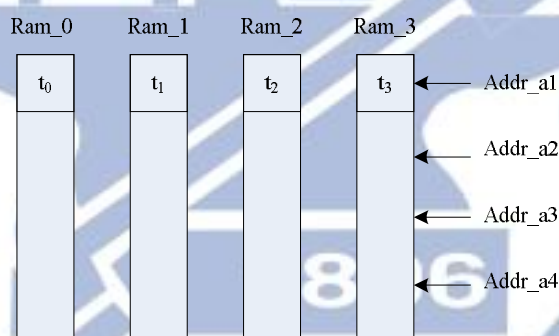 Ram_0 Ram_1 Ram_2 Ram_3
t0 t1 t2 t3 Addr_a1
Addr_a2
Addr_a3
Addr_a4